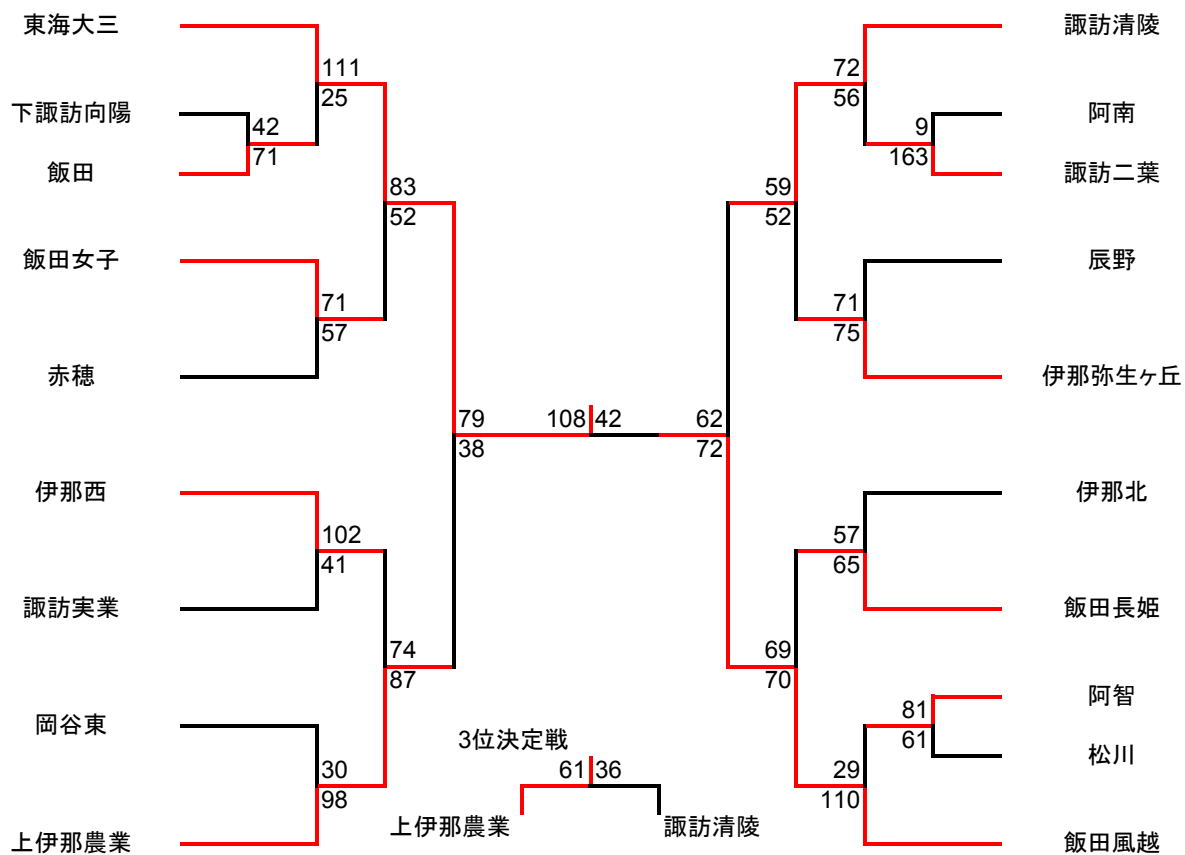 東海大三
諏訪清陵
111
72
25
56
下諏訪向陽
阿南
42
9
71
163
飯田
諏訪二葉
83
59
52
52
飯田女子
辰野
71
71
57
75
赤穂
伊那弥生ヶ丘
79
108
42
62
38
72
伊那西
伊那北
102
57
41
65
諏訪実業
飯田長姫
74
69
87
70
阿智
81
岡谷東
61
松川
3位決定戦
30
61
36
29
98
110
上伊那農業
諏訪清陵
上伊那農業
飯田風越